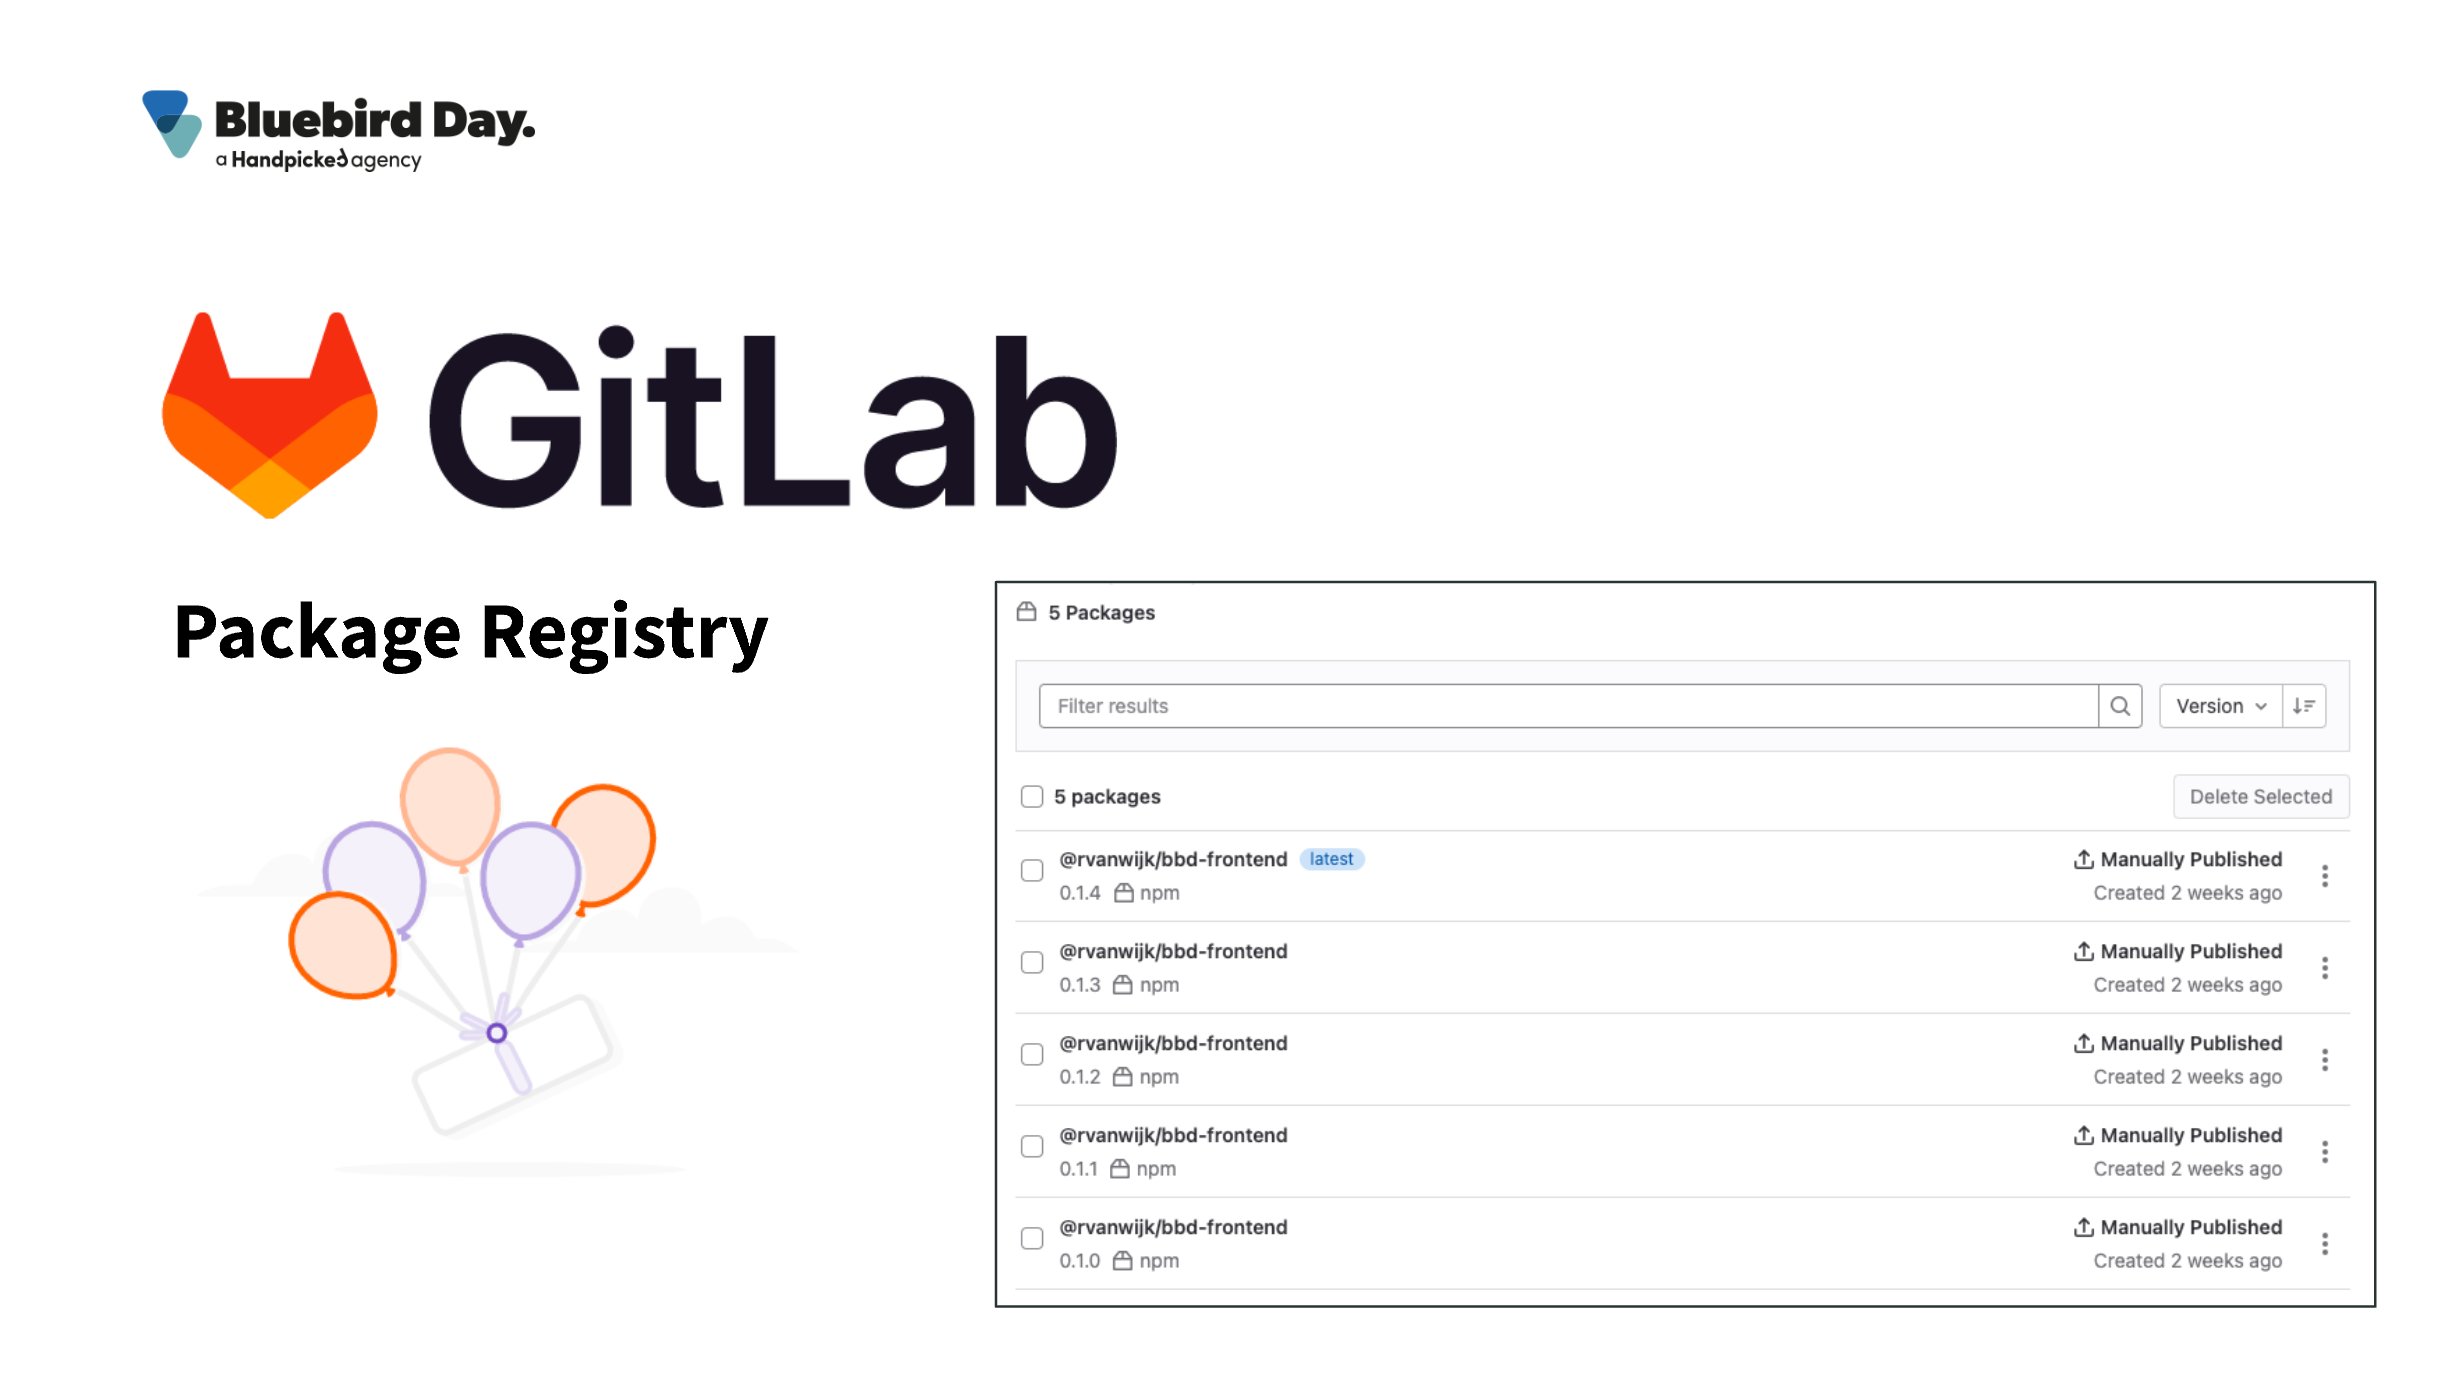 Bluebird Day.
a Handpicked agency
GitLab
Package Registry
5 Packages
Filter results
Version
5 packages
Delete Selected
@rvanwijk/bbd-frontend latest
Manually Published
0.1.4 npm
Created 2 weeks ago
@rvanwijk/bbd-frontend
Manually Published
0.1.3 npm
Created 2 weeks ago
@rvanwijk/bbd-frontend
Manually Published
0.1.2 npm
Created 2 weeks ago
@rvanwijk/bbd-frontend
Manually Published
0.1.1 npm
Created 2 weeks ago
@rvanwijk/bbd-frontend
Manually Published
0.1.0 npm
Created 2 weeks ago